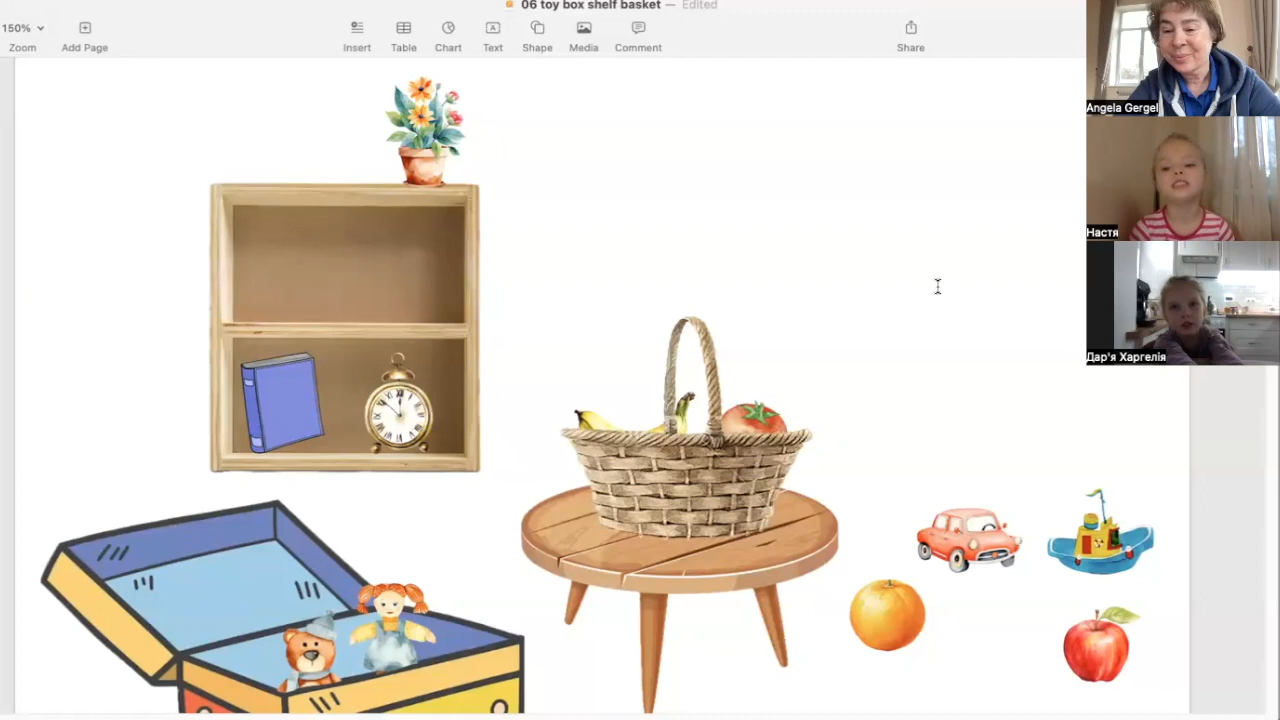 06 toy box shelf basket — Edited
150%
Zoom
Add Page
Insert
Table
Chart
Text
Shape
Media
Comment
Share
Angela Gergel
Настя
Дар'я Харгелія